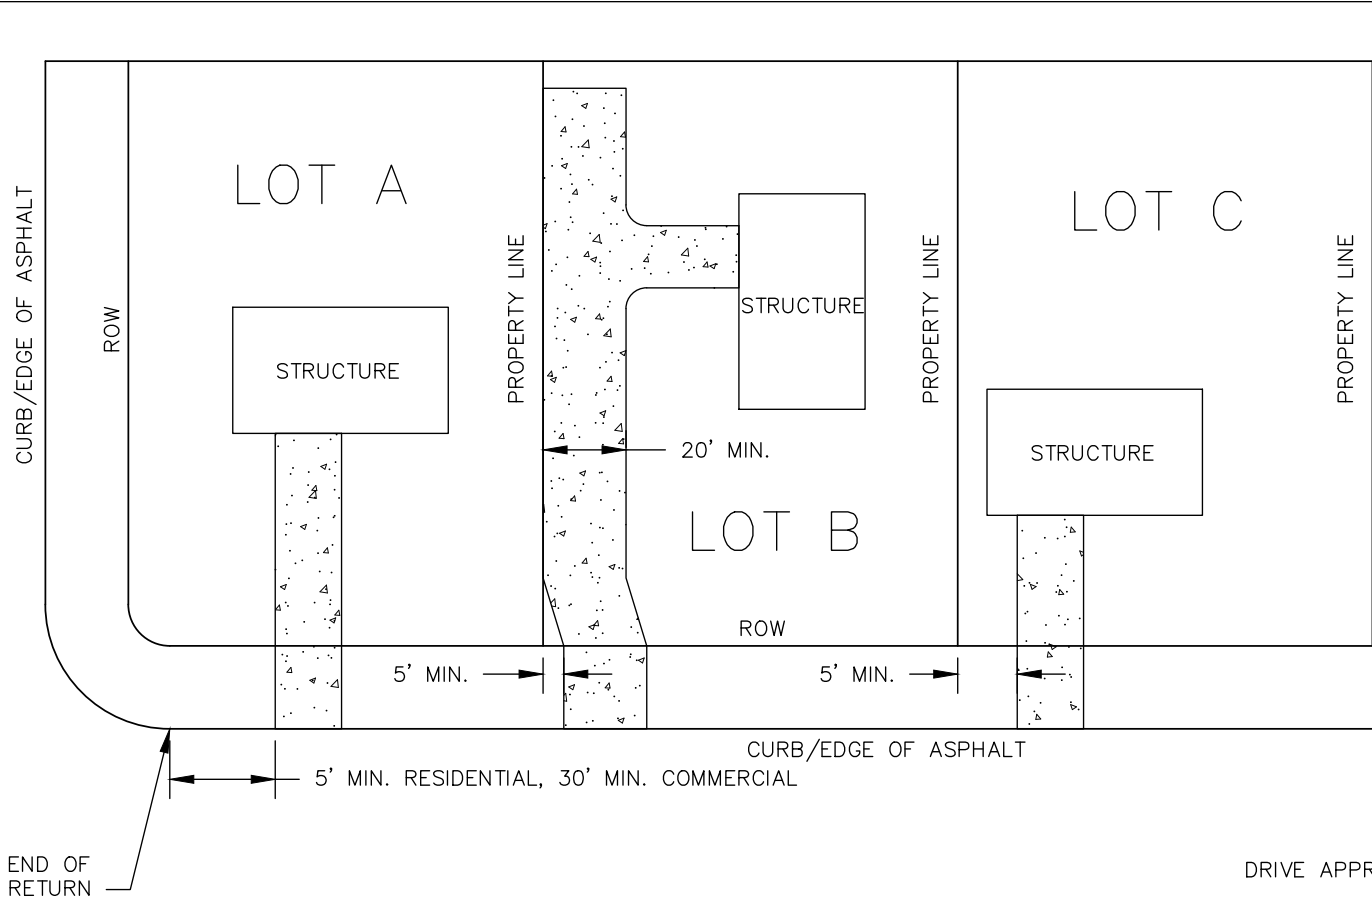 LOT A
LOT C
CURB/EDGE OF ASPHALT
ROW
PROPERTY LINE
PROPERTY LINE
PROPERTY LINE
STRUCTURE
STRUCTURE
20' MIN.
STRUCTURE
LOT B
ROW
5' MIN.
5' MIN.
CURB/EDGE OF ASPHALT
5' MIN. RESIDENTIAL, 30' MIN. COMMERCIAL
END OF
RETURN
DRIVE